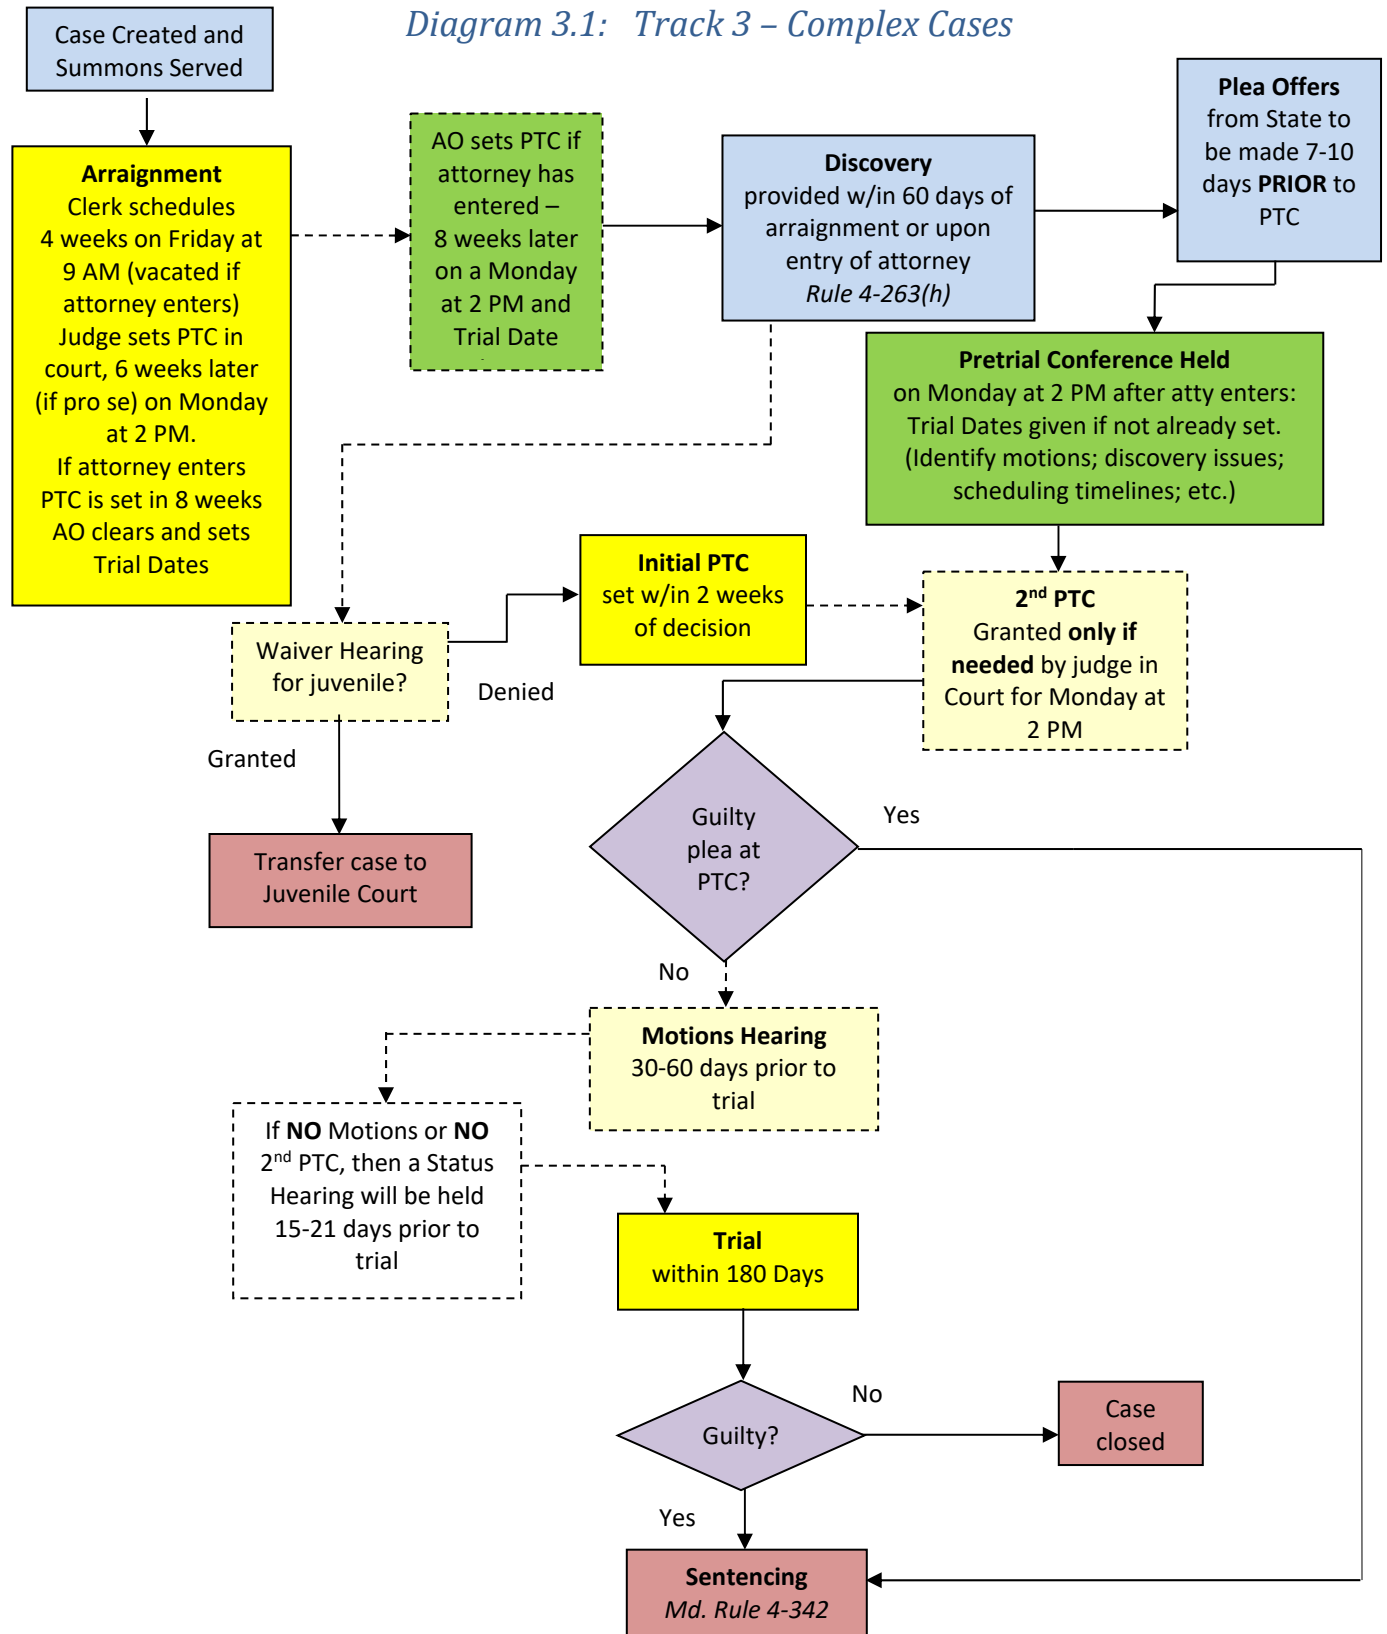 Diagram 3.1: Track 3 – Complex Cases
Case Created and
Summons Served
Arraignment
Clerk schedules
4 weeks on Friday at
9 AM (vacated if
attorney enters)
Judge sets PTC in
court, 6 weeks later
(if pro se) on Monday
at 2 PM.
If attorney enters
PTC is set in 8 weeks
AO clears and sets
Trial Dates
AO sets PTC if
attorney has
entered –
8 weeks later
on a Monday
at 2 PM and
Trial Date
Discovery
provided w/in 60 days of
arraignment or upon
entry of attorney
Rule 4-263(h)
Plea Offers
from State to
be made 7-10
days PRIOR to
PTC
Pretrial Conference Held
on Monday at 2 PM after atty enters:
Trial Dates given if not already set.
(Identify motions; discovery issues;
scheduling timelines; etc.)
Initial PTC
set w/in 2 weeks
of decision
2nd PTC
Granted only if
needed by judge in
Court for Monday at
2 PM
Waiver Hearing
for juvenile?
Denied
Granted
Transfer case to
Juvenile Court
Guilty
plea at
PTC?
Yes
No
Motions Hearing
30-60 days prior to
trial
If NO Motions or NO
2nd PTC, then a Status
Hearing will be held
15-21 days prior to
trial
Trial
within 180 Days
Guilty?
No
Case
closed
Yes
Sentencing
Md. Rule 4-342